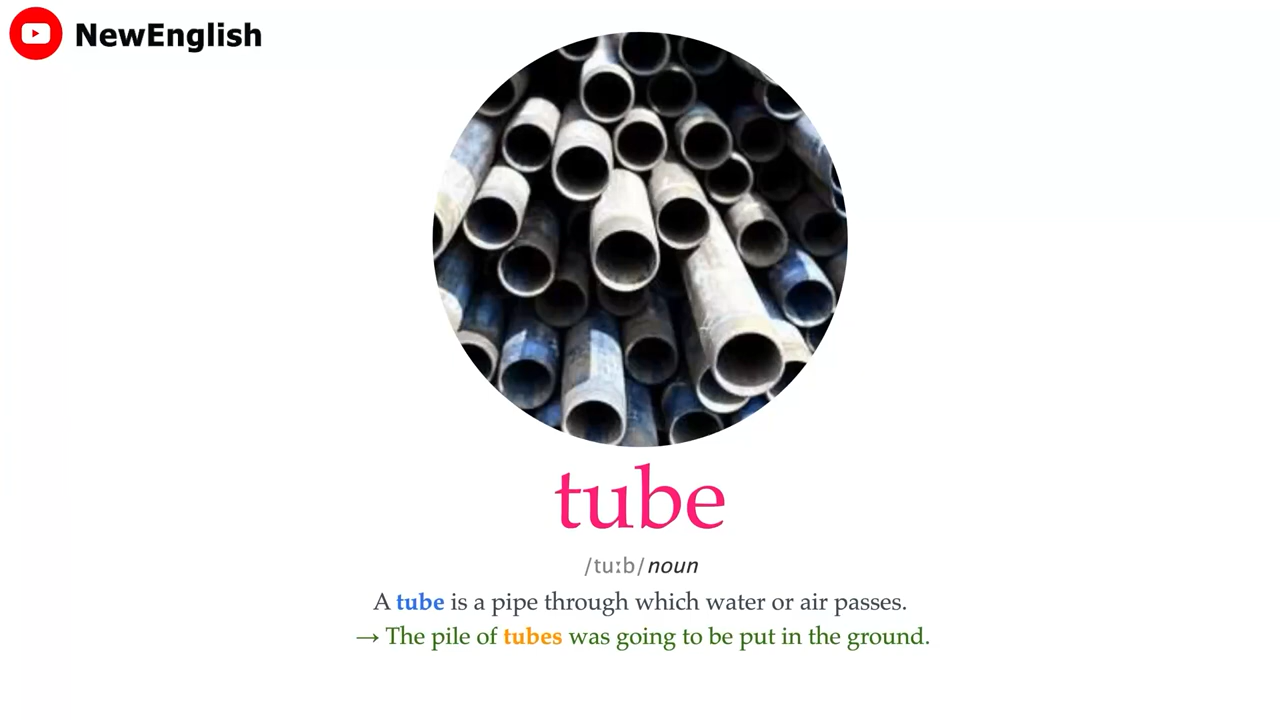 NewEnglish
tube
/tuːb/noun
A tube is a pipe through which water or air passes.
→ The pile of tubes was going to be put in the ground.